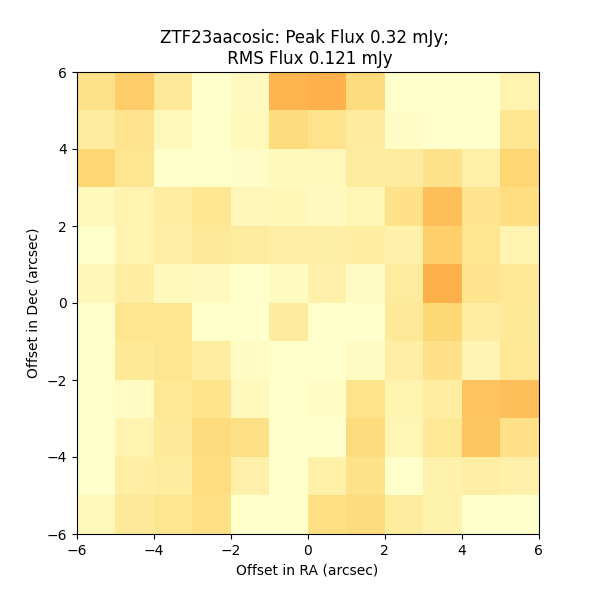 ZTF23aacosic: Peak Flux 0.32 mJy;
RMS Flux 0.121 mJy
6
4
2
0
−2
−4
−6
Offset in Dec (arcsec)
−6 −4 −2 0 2 4 6
Offset in RA (arcsec)